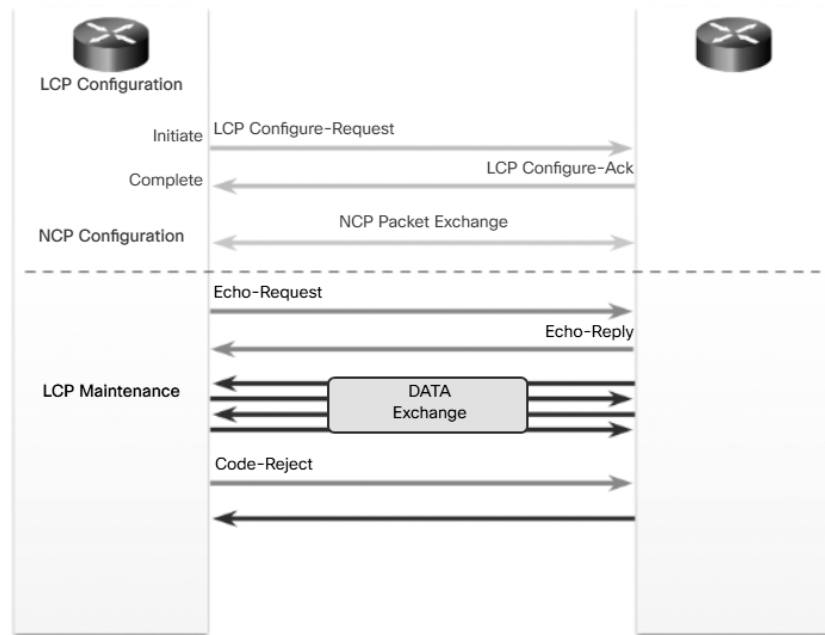 LCP Configuration
Initiate
LCP Configure-Request
LCP Configure-Ack
Complete
NCP Packet Exchange
NCP Configuration
Echo-Request
Echo-Reply
LCP Maintenance
DATA
Exchange
Code-Reject